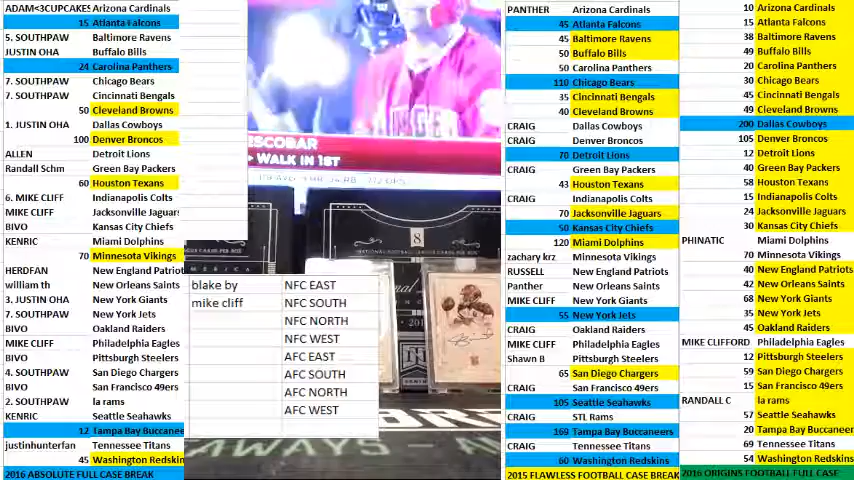 ADAM<3CUPCAKES Arizona Cardinals
15 Atlanta Falcons
5. SOUTHPAW Baltimore Ravens
JUSTIN OHA Buffalo Bills
24 Carolina Panthers
7. SOUTHPAW Chicago Bears
7. SOUTHPAW Cincinnati Bengals
50 Cleveland Browns
1. JUSTIN OHA Dallas Cowboys
100 Denver Broncos
ALLEN Detroit Lions
Randall Schm Green Bay Packers
60 Houston Texans
6. MIKE CLIFF Indianapolis Colts
MIKE CLIFF Jacksonville Jaguars
BIVO Kansas City Chiefs
KENRIC Miami Dolphins
70 Minnesota Vikings
HERDFAN New England Patriot
william th New Orleans Saints
3. JUSTIN OHA New York Giants
7. SOUTHPAW New York Jets
BIVO Oakland Raiders
MIKE CLIFF Philadelphia Eagles
BIVO Pittsburgh Steelers
4. SOUTHPAW San Diego Chargers
BIVO San Francisco 49ers
2. SOUTHPAW la rams
KENRIC Seattle Seahawks
12 tampa Bay Buccanee
justinhunterfan Tennessee Titans
45 Washington Redskin
2016 ABSOLUTE FULL CASE BREAK
ESCOBAR
WALK IN 1ST
8
blake by NFC EAST
mike cliff NFC SOUTH
NFC NORTH
NFC WEST
AFC EAST
AFC SOUTH
AFC NORTH
AFC WEST
PANTHER Arizona Cardinals
45 Atlanta Falcons
45 Baltimore Ravens
50 Buffalo Bills
50 Carolina Panthers
110 Chicago Bears
35 Cincinnati Bengals
40 Cleveland Browns
CRAIG Dallas Cowboys
CRAIG Denver Broncos
70 Detroit Lions
CRAIG Green Bay Packers
43 Houston Texans
CRAIG Indianapolis Colts
70 Jacksonville Jaguars
50 Kansas City Chiefs
120 Miami Dolphins
zachary krz Minnesota Vikings
RUSSELL New England Patriots
Panther New Orleans Saints
MIKE CLIFF New York Giants
55 New York Jets
CRAIG Oakland Raiders
MIKE CLIFF Philadelphia Eagles
Shawn B Pittsburgh Steelers
65 San Diego Chargers
CRAIG San Francisco 49ers
105 Seattle Seahawks
CRAIG STL Rams
169 Tampa Bay Buccaneers
CRAIG Tennessee Titans
60 Washington Redskins
2015 FLAWLESS FOOTBALL CASE BREAK
10 Arizona Cardinals
15 Atlanta Falcons
38 Baltimore Ravens
49 Buffalo Bills
20 Carolina Panthers
30 Chicago Bears
45 Cincinnati Bengals
49 Cleveland Browns
200 Dallas Cowboys
105 Denver Broncos
12 Detroit Lions
40 Green Bay Packers
58 Houston Texans
15 Indianapolis Colts
24 Jacksonville Jaguars
30 Kansas City Chiefs
PHINATIC Miami Dolphins
70 Minnesota Vikings
40 New England Patriots
42 New Orleans Saints
68 New York Giants
35 New York Jets
45 Oakland Raiders
MIKE CLIFFORD Philadelphia Eagles
12 Pittsburgh Steelers
59 San Diego Chargers
15 San Francisco 49ers
RANDALL C la rams
57 Seattle Seahawks
20 Tampa Bay Buccaneer
69 Tennessee Titans
54 Washington Redskins
2016 ORIGINS FOOTBALL FULL CASE